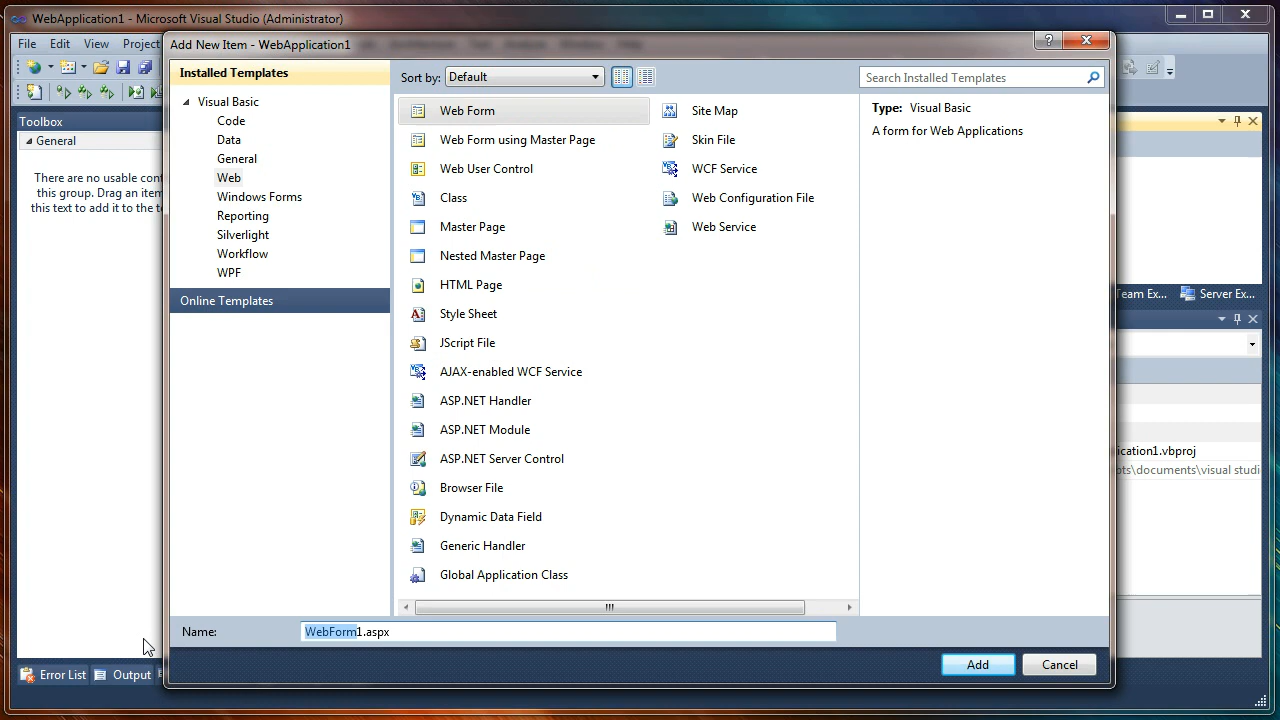 WebApplication1 - Microsoft Visual Studio (Administrator)
File Edit View Project
Add New Item - WebApplication1
Installed Templates
Sort by: Default
Search Installed Templates
Visual Basic
Code
Data
General
Web
Windows Forms
Reporting
Silverlight
Workflow
WPF
Online Templates
Web Form
Web Form using Master Page
Web User Control
Class
Master Page
Nested Master Page
HTML Page
Style Sheet
JScript File
AJAX-enabled WCF Service
ASP.NET Handler
ASP.NET Module
ASP.NET Server Control
Browser File
Dynamic Data Field
Generic Handler
Global Application Class
Site Map
Skin File
WCF Service
Web Configuration File
Web Service
Type: Visual Basic
A form for Web Applications
Name: WebForm1.aspx
Add Cancel
Toolbox
General
There are no usable cont
this group. Drag an item
this text to add it to the to
Team Ex... Server Ex...
ication1.vbproj
pts\documents\visual studi
Error List Output